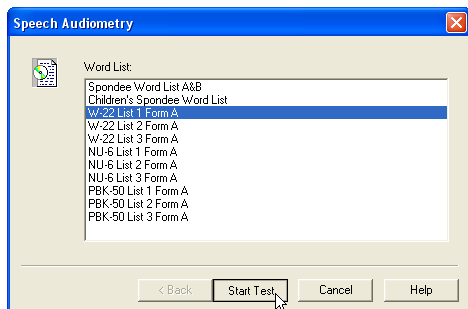 Speech Audiometry
Word List:
Spondee Word List A&B
Children's Spondee Word List
W-22 List 1 Form A
W-22 List 2 Form A
W-22 List 3 Form A
NU-6 List 1 Form A
NU-6 List 2 Form A
NU-6 List 3 Form A
PBK-50 List 1 Form A
PBK-50 List 2 Form A
PBK-50 List 3 Form A
< Back Start Test Cancel Help